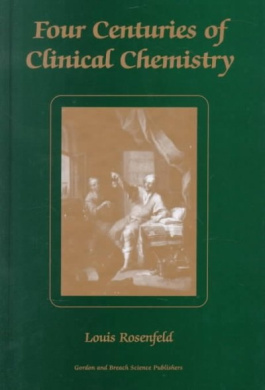 Four Centuries of
Clinical Chemistry
Louis Rosenfeld
Gordon and Breach Science Publishers